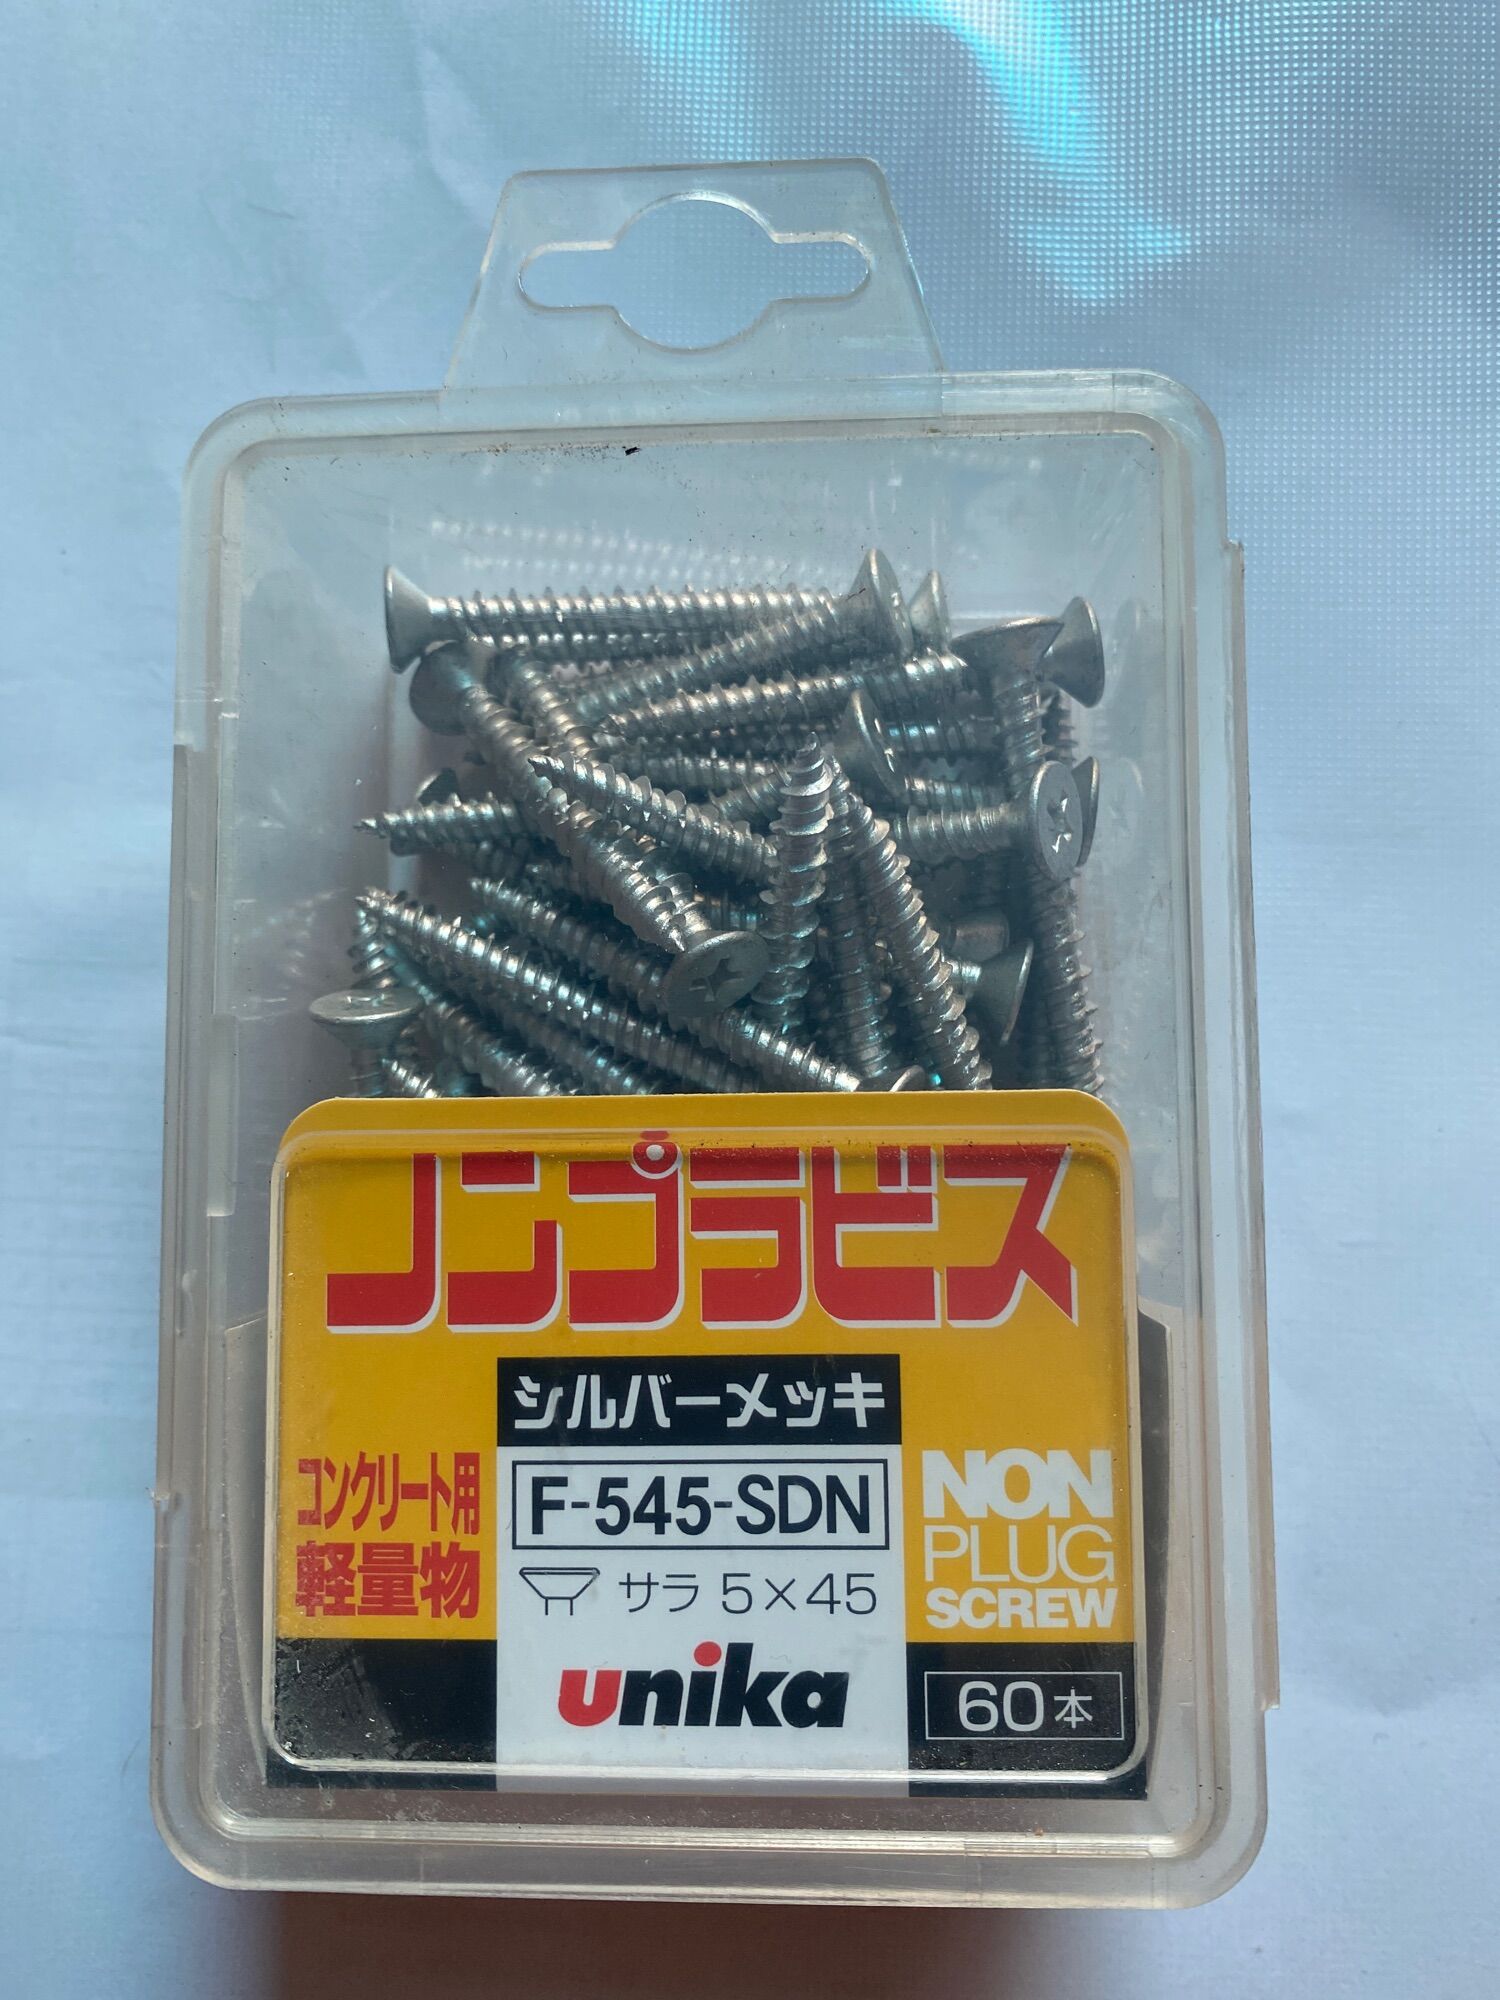 ノンプラビス
シルバーメッキ
コンクリート用
軽量物
F-545-SDN
サラ 5×45
unika
NON
PLUG
SCREW
60本